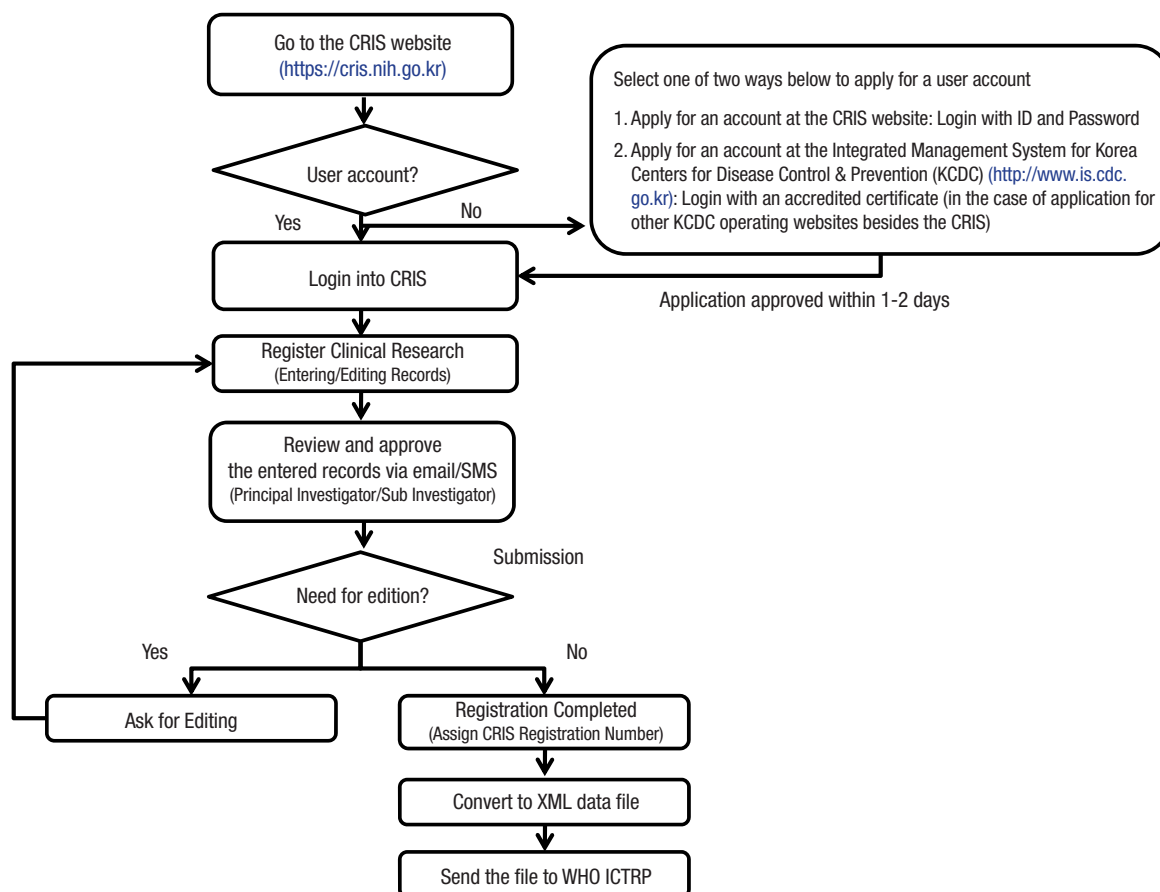 Go to the CRIS website
(https://cris.nih.go.kr)
User account?
Yes
No
Select one of two ways below to apply for a user account
1. Apply for an account at the CRIS website: Login with ID and Password
2. Apply for an account at the Integrated Management System for Korea
Centers for Disease Control & Prevention (KCDC) (http://www.is.cdc.
go.kr): Login with an accredited certificate (in the case of application for
other KCDC operating websites besides the CRIS)
Login into CRIS
Application approved within 1-2 days
Register Clinical Research
(Entering/Editing Records)
Review and approve
the entered records via email/SMS
(Principal Investigator/Sub Investigator)
Submission
Need for edition?
Yes
No
Ask for Editing
Registration Completed
(Assign CRIS Registration Number)
Convert to XML data file
Send the file to WHO ICTRP